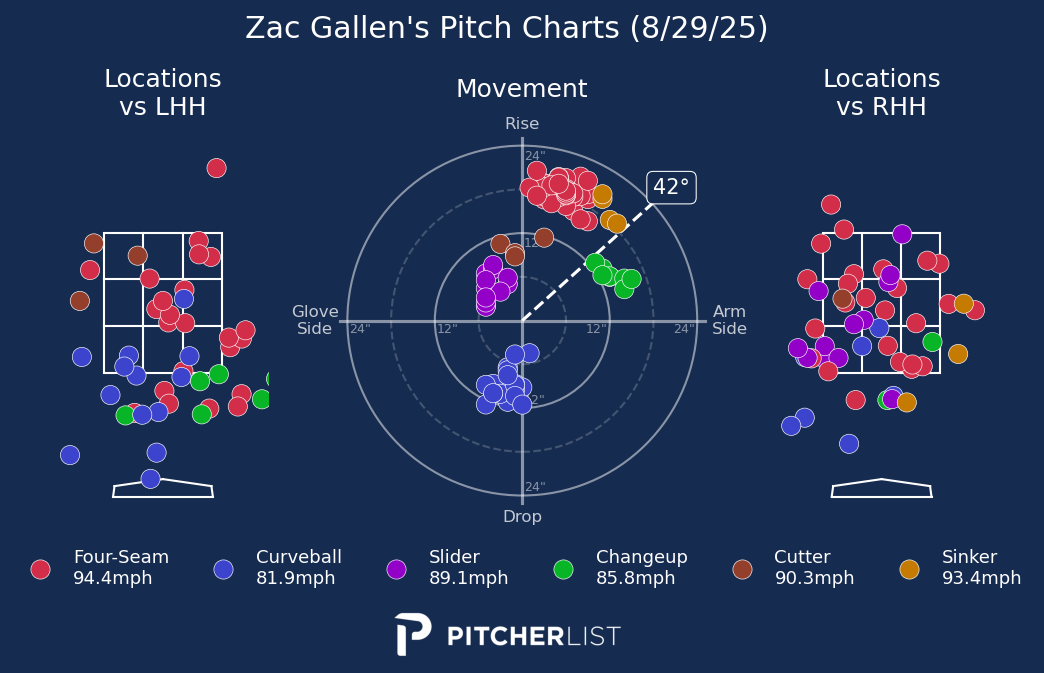 Zac Gallen's Pitch Charts (8/29/25)
Locations
vs LHH
Movement
Locations
vs RHH
Rise
24"
42°
12"
Glove
Side
24"
12"
12"
24"
Arm
Side
2"
24"
Drop
Four-Seam
94.4mph
Curveball
81.9mph
Slider
89.1mph
Changeup
85.8mph
Cutter
90.3mph
Sinker
93.4mph
PITCHERLIST